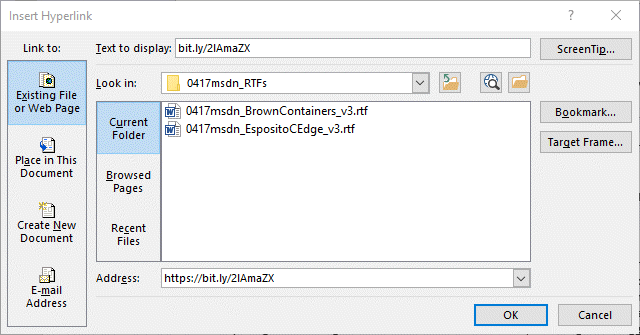 Insert Hyperlink
?
×
Link to:
Text to display:
bit.ly/2IAmaZX
ScreenTip...
Existing File
or Web Page
Look in:
0417msdn_RTFs
Current
Folder
0417msdn_BrownContainers_v3.rtf
0417msdn_EspositoCEdge_v3.rtf
Bookmark...
Target Frame...
Place in This
Document
Browsed
Pages
Create New
Document
Recent
Files
E-mail
Address
Address:
https://bit.ly/2IAmaZX
OK
Cancel